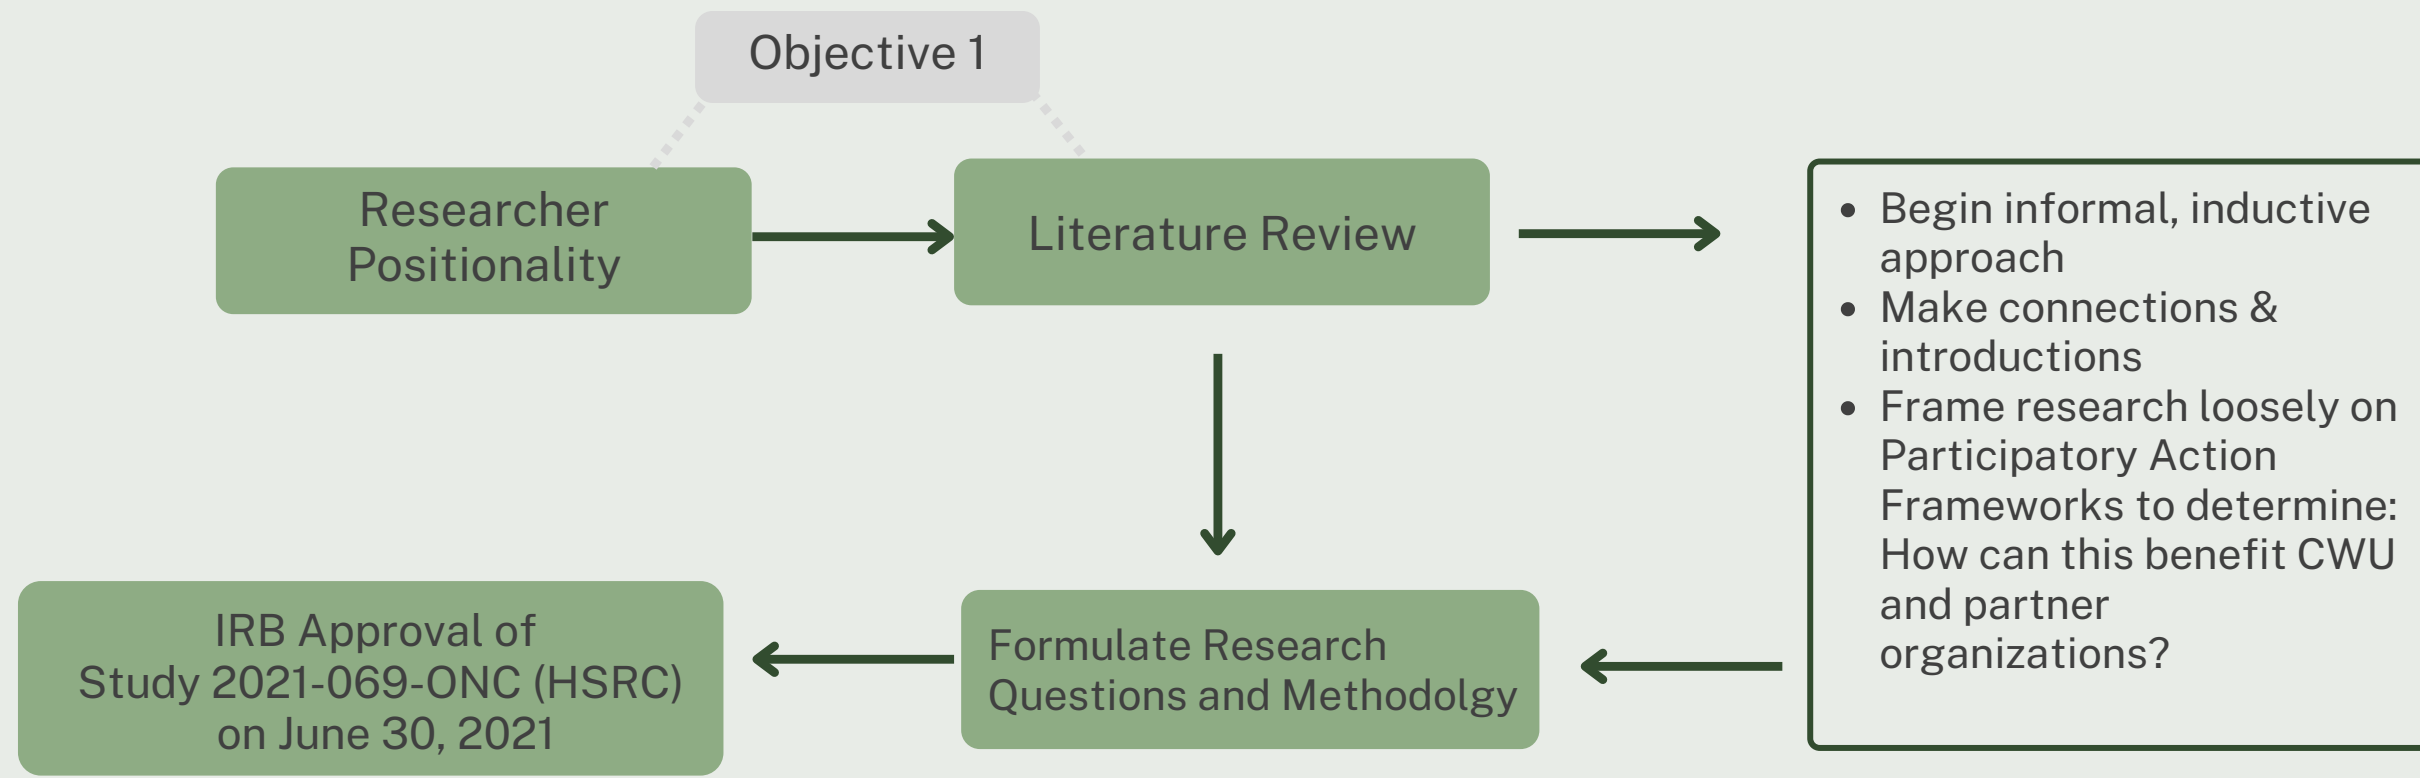 Objective 1
Researcher
Positionality
Literature Review
• Begin informal, inductive
approach
• Make connections &
introductions
• Frame research loosely on
Participatory Action
Frameworks to determine:
How can this benefit CWU
and partner
organizations?
Formulate Research
Questions and Methodolgy
IRB Approval of
Study 2021-069-ONC (HSRC)
on June 30, 2021